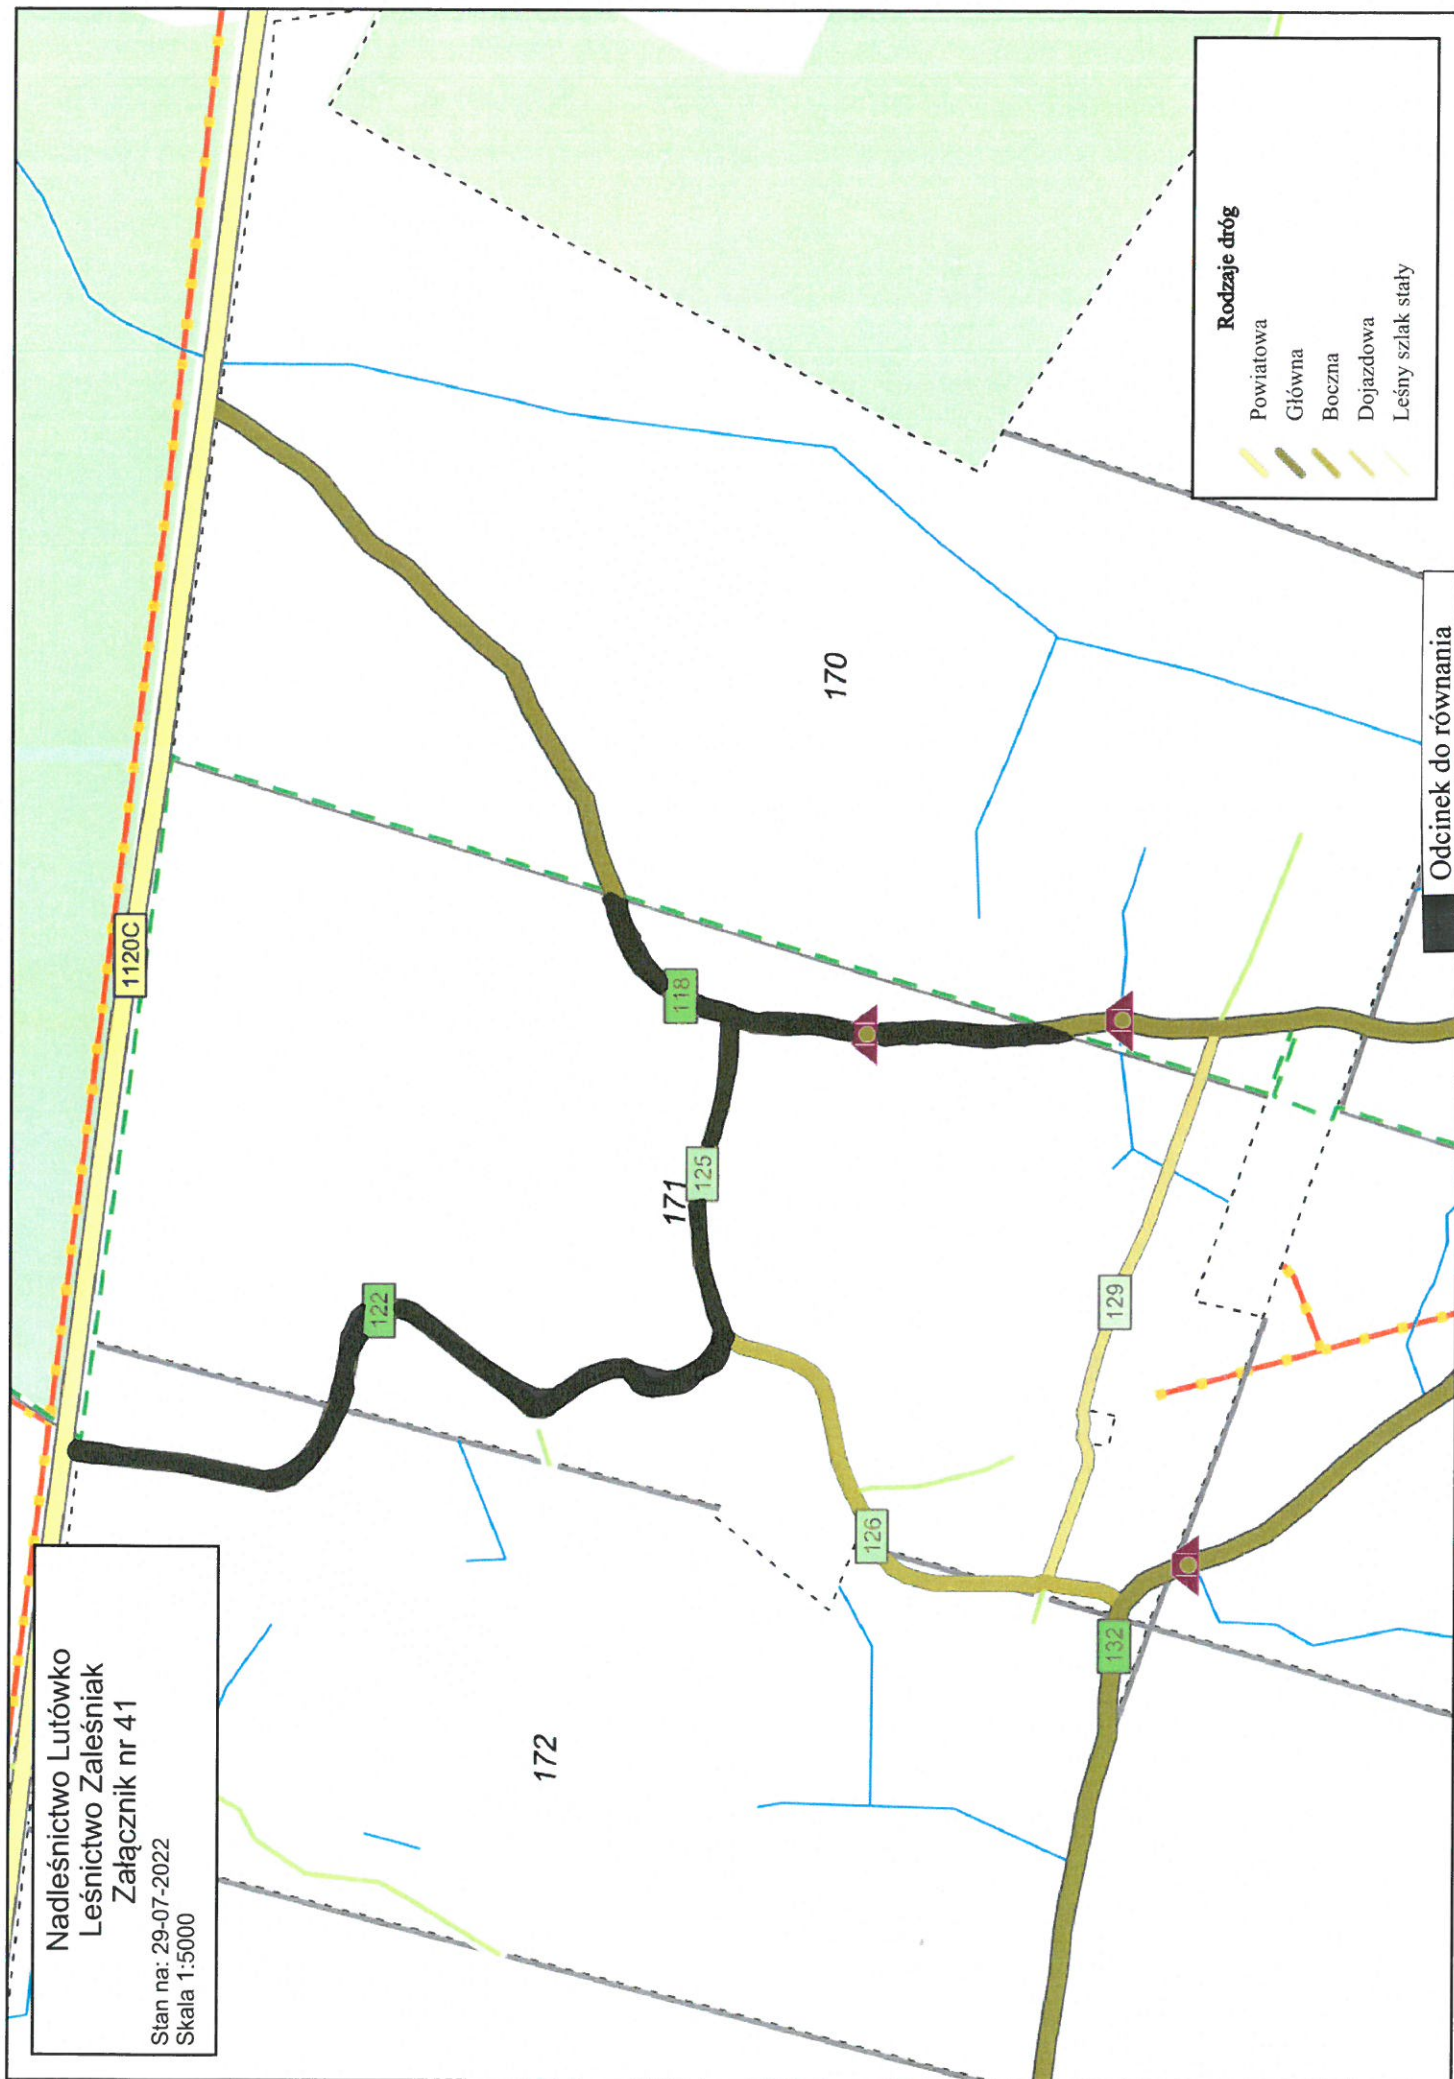 Nadleśnictwo Lutówko
Leśnictwo Zaleśniak
Załącznik nr 41
Stan na: 29-07-2022
Skala 1:5000
1120C
122
118
125
171
170
172
126
129
132
Rodzaje dróg
Powiatowa
Główna
Boczna
Dojazdowa
Leśny szlak stały
Odcinek do równania